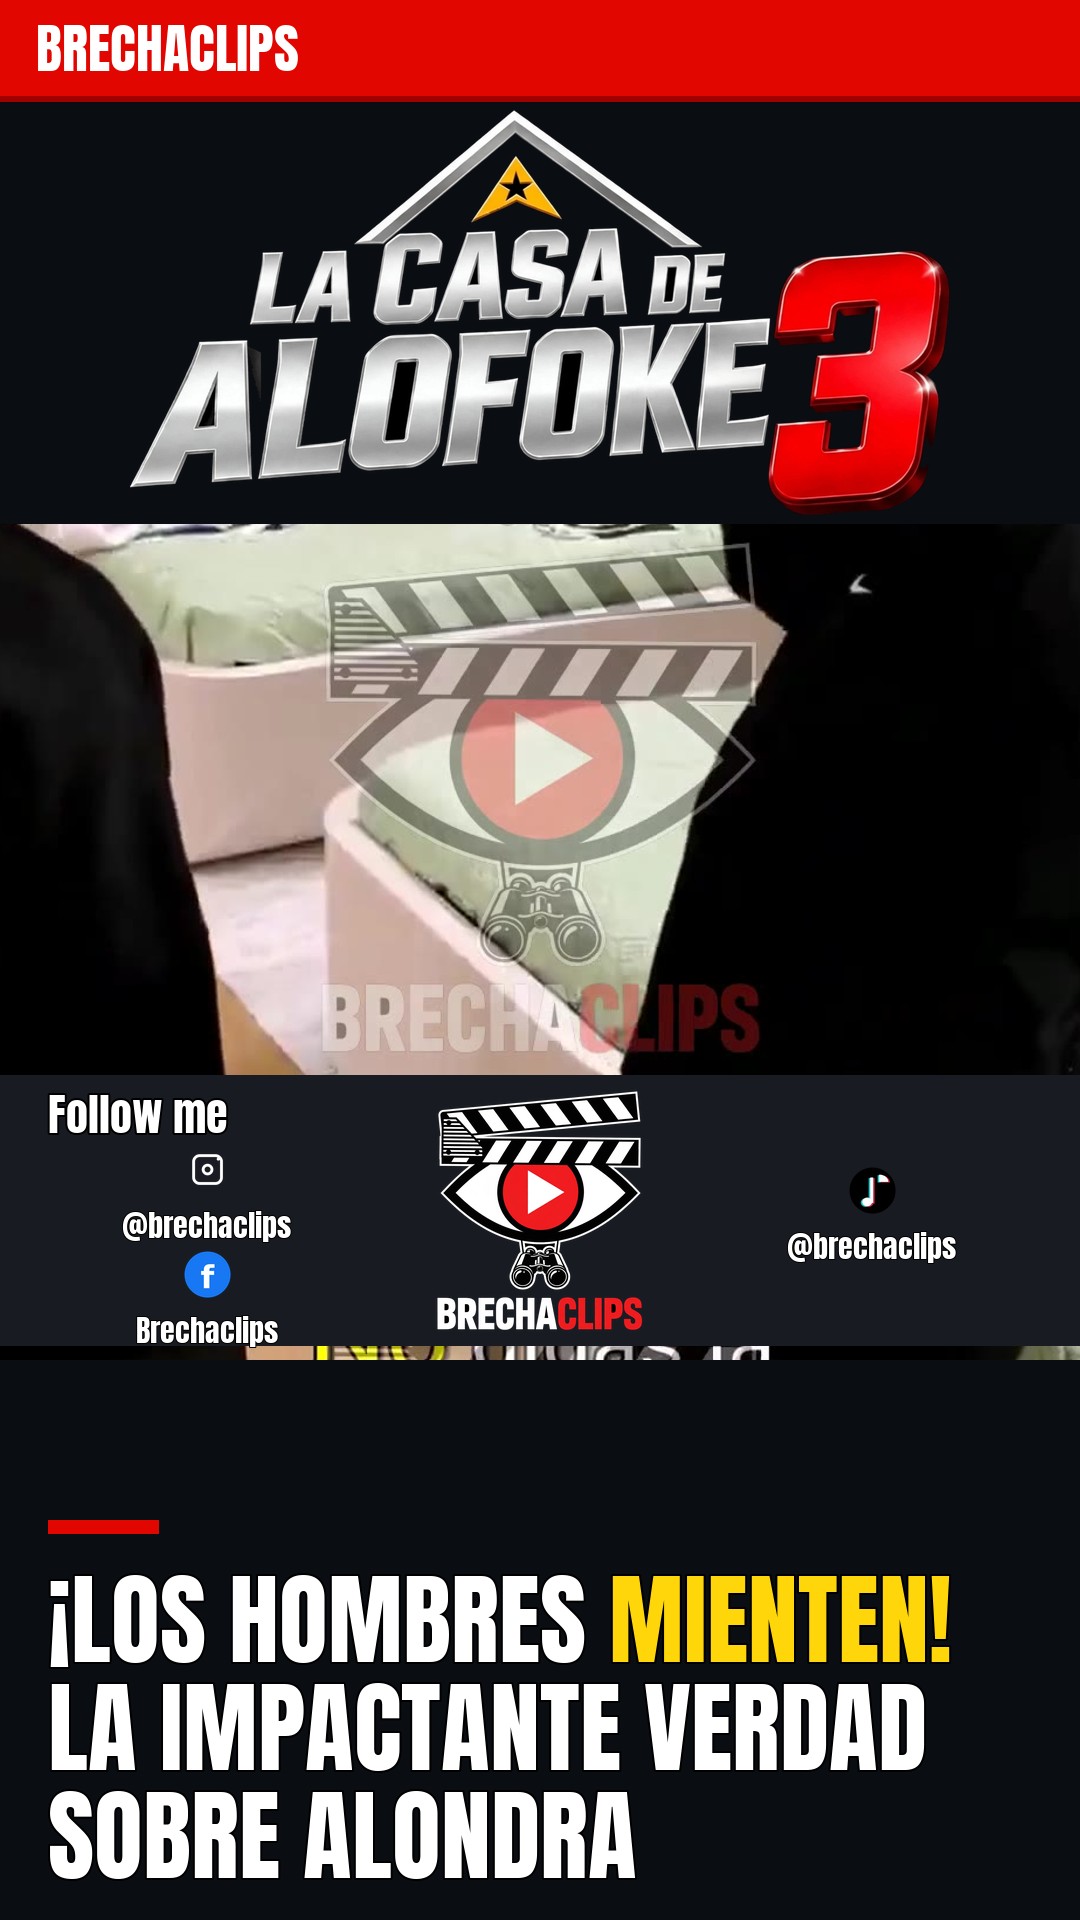 BRECHACLIPS
LA CASA DE
ALOFOKE 3
BRECHACLIPS
Follow me
@brechaclips
Brechaclips
BRECHACLIPS
@brechaclips
¡LOS HOMBRES MIENTEN!
LA IMPACTANTE VERDAD
SOBRE ALONDRA